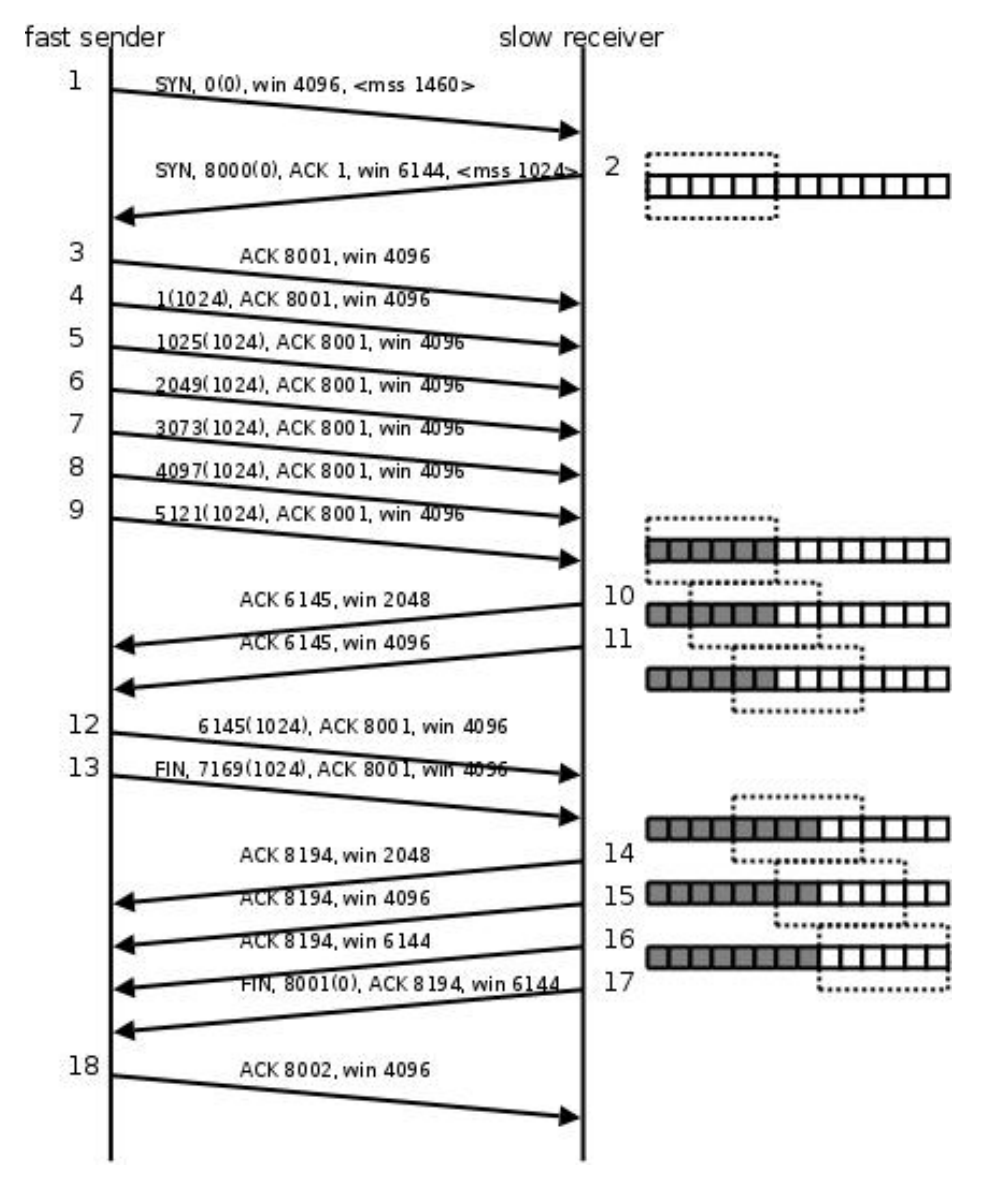 fast sender
slow receiver
1
SYN, 0(0), win 4096, <mss 1460>
SYN, 8000(0), ACK 1, win 6144, <mss 1024>
2
3
ACK 8001, win 4096
4
1(1024), ACK 8001, win 4096
5
1025(1024), ACK 8001, win 4096
6
2049(1024), ACK 8001, win 4096
7
3073(1024), ACK 8001, win 4096
8
4097(1024), ACK 8001, win 4096
9
5121(1024), ACK 8001, win 4096
ACK 6145, win 2048
10
ACK 6145, win 4096
11
12
6145(1024), ACK 8001, win 4096
13
FIN, 7169(1024), ACK 8001, win 4096
ACK 8194, win 2048
14
ACK 8194, win 4096
15
ACK 8194, win 6144
16
FIN, 8001(0), ACK 8194, win 6144
17
18
ACK 8002, win 4096